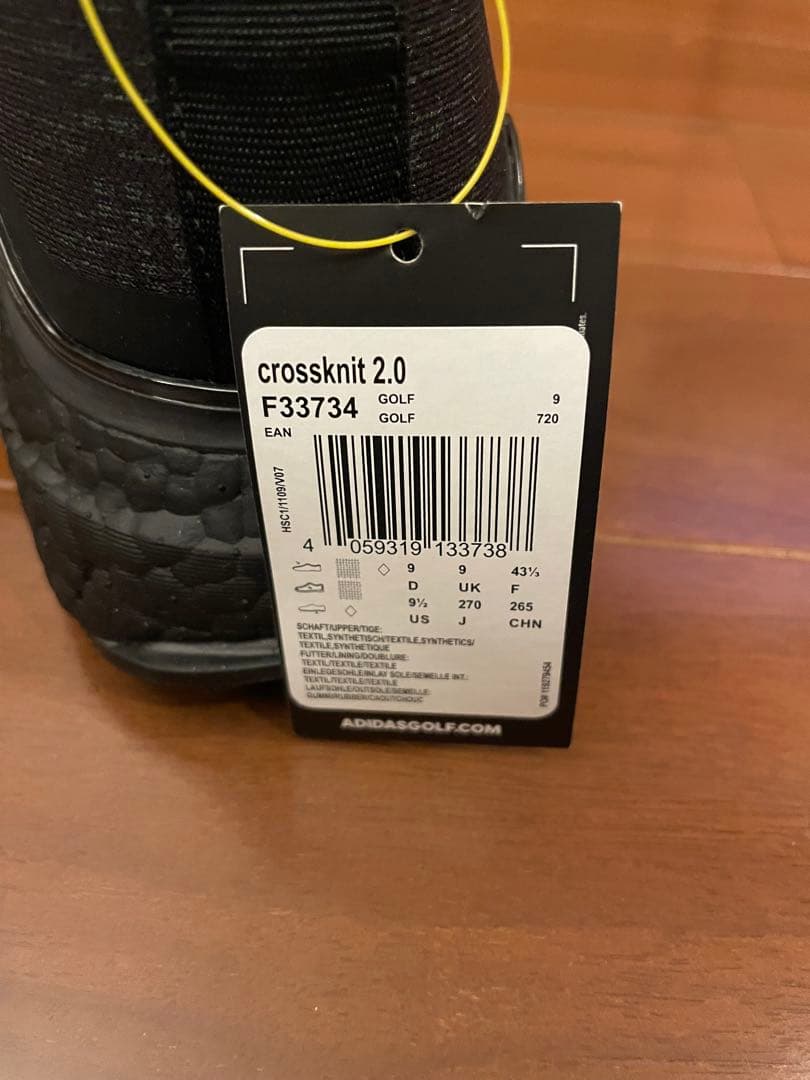 crossknit 2.0
F33734 GOLF 9
GOLF 720
EAN
HSC1/1109/V07
4 059319 133738
9 9 43⅓
D UK F
9½ 270 265
US J CHN
SCHAFT/UPPER/TIGE:
TEXTIL,SYNTHETISCH/TEXTILE,SYNTHETICS/
TEXTILE,SYNTHETIQUE
FUTTER/LINING/DOUBLURE:
TEXTIL/TEXTILE/TEXTILE
EINLEGESOHLE/INLAY SOLE/SEMELLE INT.:
TEXTIL/TEXTILE/TEXTILE
LAUFSOHLE/OUTSOLE/SEMELLE:
GUMMI/RUBBER/CAOUTCHOUC
ADIDASGOLF.COM